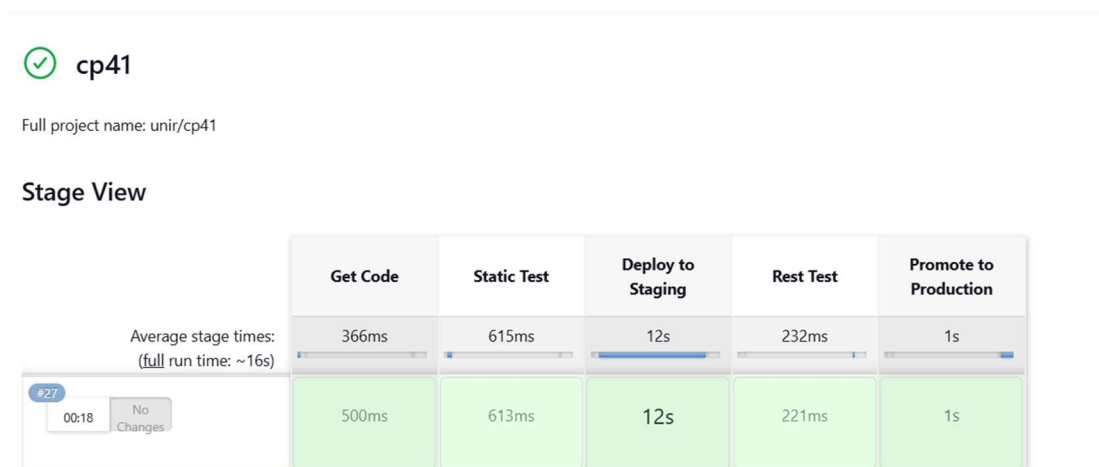 cp41
Full project name: unir/cp41
Stage View
Get Code
Static Test
Deploy to
Staging
Rest Test
Promote to
Production
Average stage times:
(full run time: ~16s)
366ms
615ms
12s
232ms
1s
#27
00:18
No
Changes
500ms
613ms
12s
221ms
1s